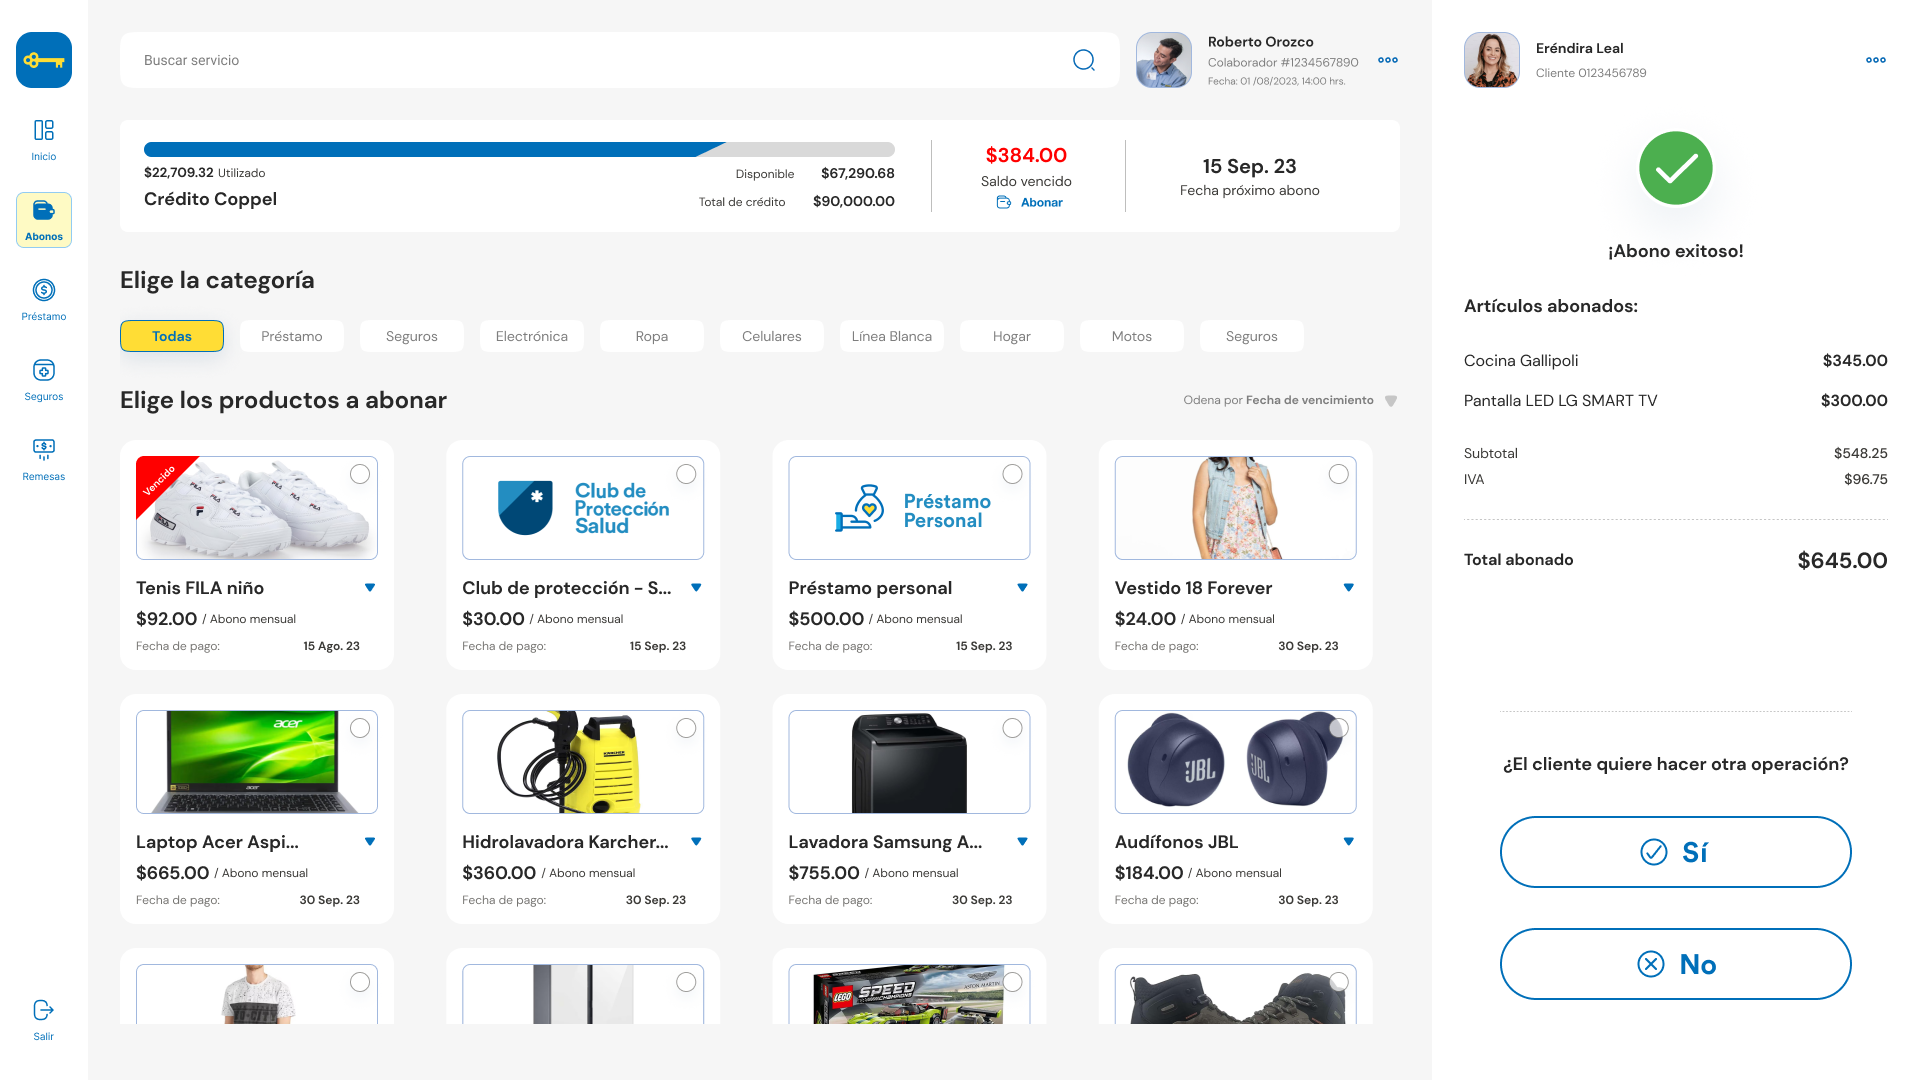 Inicio
Abonos
Préstamo
Seguros
Remesas
Salir
Buscar servicio
Roberto Orozco
Colaborador #1234567890
Fecha: 01 /08/2023, 14:00 hrs.
$22,709.32 Utilizado
Disponible $67,290.68
Crédito Coppel
Total de crédito $90,000.00
$384.00
Saldo vencido
Abonar
15 Sep. 23
Fecha próximo abono
Elige la categoría
Todas
Préstamo
Seguros
Electrónica
Ropa
Celulares
Línea Blanca
Hogar
Motos
Seguros
Elige los productos a abonar
Odena por Fecha de vencimiento
Vencido
FILA
Tenis FILA niño
$92.00 / Abono mensual
Fecha de pago: 15 Ago. 23
Club de
Protección
Salud
Club de protección - S...
$30.00 / Abono mensual
Fecha de pago: 15 Sep. 23
Préstamo
Personal
Préstamo personal
$500.00 / Abono mensual
Fecha de pago: 15 Sep. 23
Vestido 18 Forever
$24.00 / Abono mensual
Fecha de pago: 30 Sep. 23
acer
acer
Laptop Acer Aspi...
$665.00 / Abono mensual
Fecha de pago: 30 Sep. 23
KARCHER
Hidrolavadora Karcher...
$360.00 / Abono mensual
Fecha de pago: 30 Sep. 23
Lavadora Samsung A...
$755.00 / Abono mensual
Fecha de pago: 30 Sep. 23
JBL
JBL
Audífonos JBL
$184.00 / Abono mensual
Fecha de pago: 30 Sep. 23
LEGO
SPEED
CHAMPIONS
ASTON MARTIN
Eréndira Leal
Cliente 0123456789
¡Abono exitoso!
Artículos abonados:
Cocina Gallipoli $345.00
Pantalla LED LG SMART TV $300.00
Subtotal $548.25
IVA $96.75
Total abonado $645.00
¿El cliente quiere hacer otra operación?
Sí
No